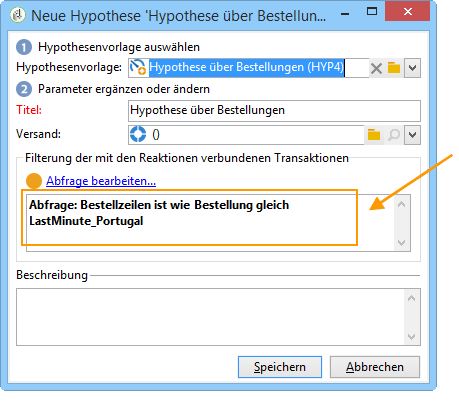 Neue Hypothese 'Hypothese über Bestellun...
1 Hypothesenvorlage auswählen
Hypothesenvorlage: Hypothese über Bestellungen (HYP4)
2 Parameter ergänzen oder ändern
Titel: Hypothese über Bestellungen
Versand: ()
Filterung der mit den Reaktionen verbundenen Transaktionen
Abfrage bearbeiten...
Abfrage: Bestellzeilen ist wie Bestellung gleich
LastMinute_Portugal
Beschreibung
Speichern Abbrechen